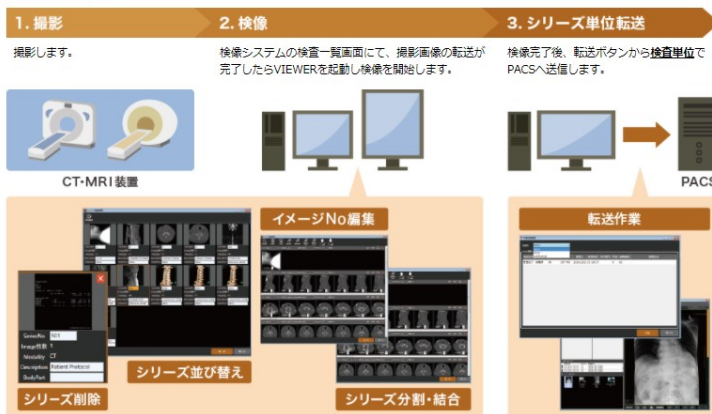 1. 撮影
撮影します。
2. 検像
検像システムの検査一覧画面にて、撮影画像の転送が
完了したらVIEWERを起動し検像を開始します。
3. シリーズ単位転送
検像完了後、転送ボタンから検査単位で
PACSへ送信します。
CT・MRI装置
PACS
イメージNo編集
転送作業
SeriesNo 501
Image枚数 1
Modality CT
Description Patient Protocol
BodyPart
シリーズ並び替え
シリーズ削除
シリーズ分割・結合